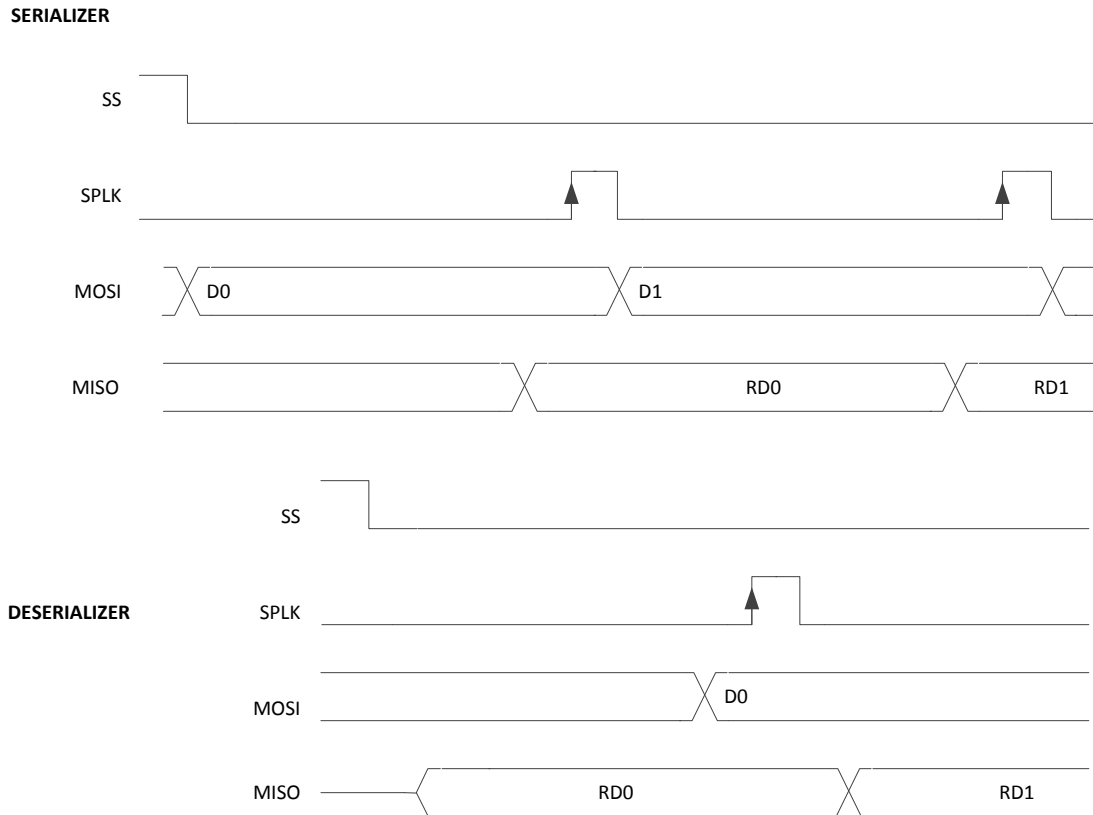 SERIALIZER
SS
SPLK
MOSI D0 D1
MISO RD0 RD1
SS
DESERIALIZER SPLK
MOSI D0
MISO RD0 RD1